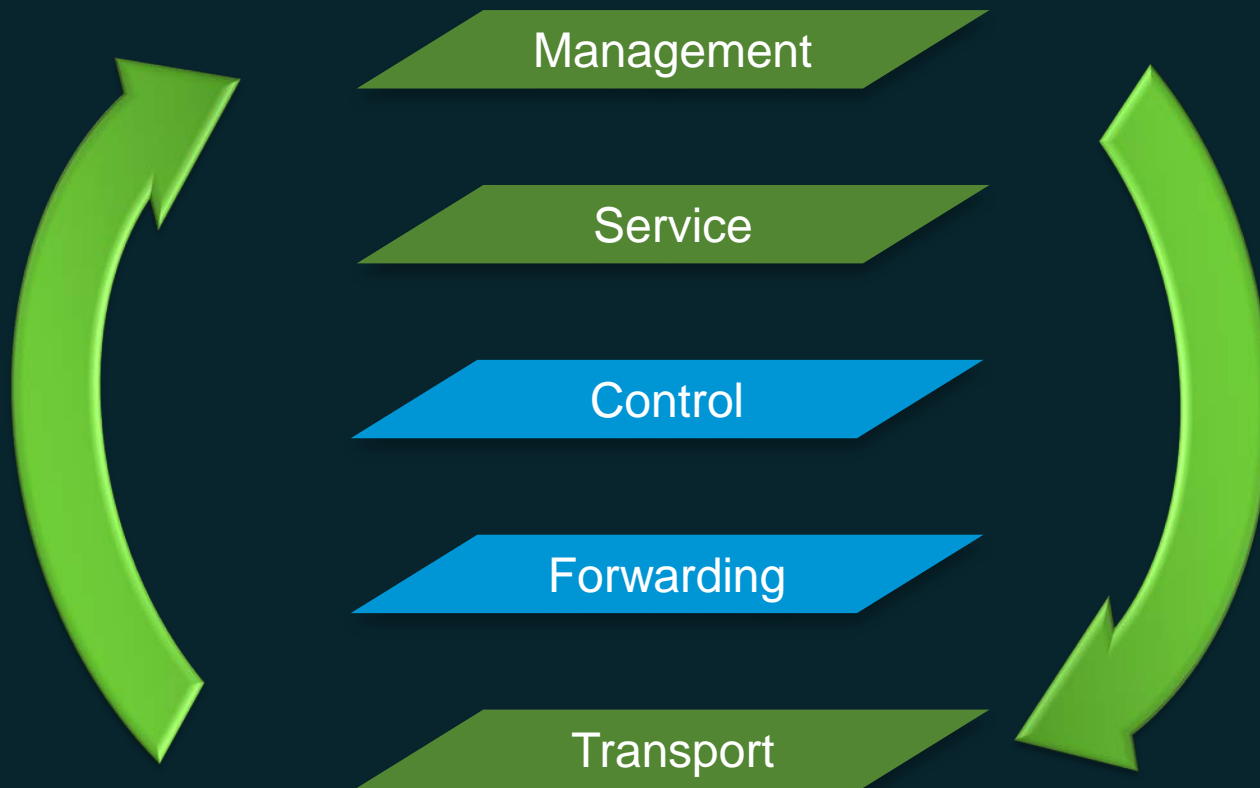 Management
Service
Control
Forwarding
Transport